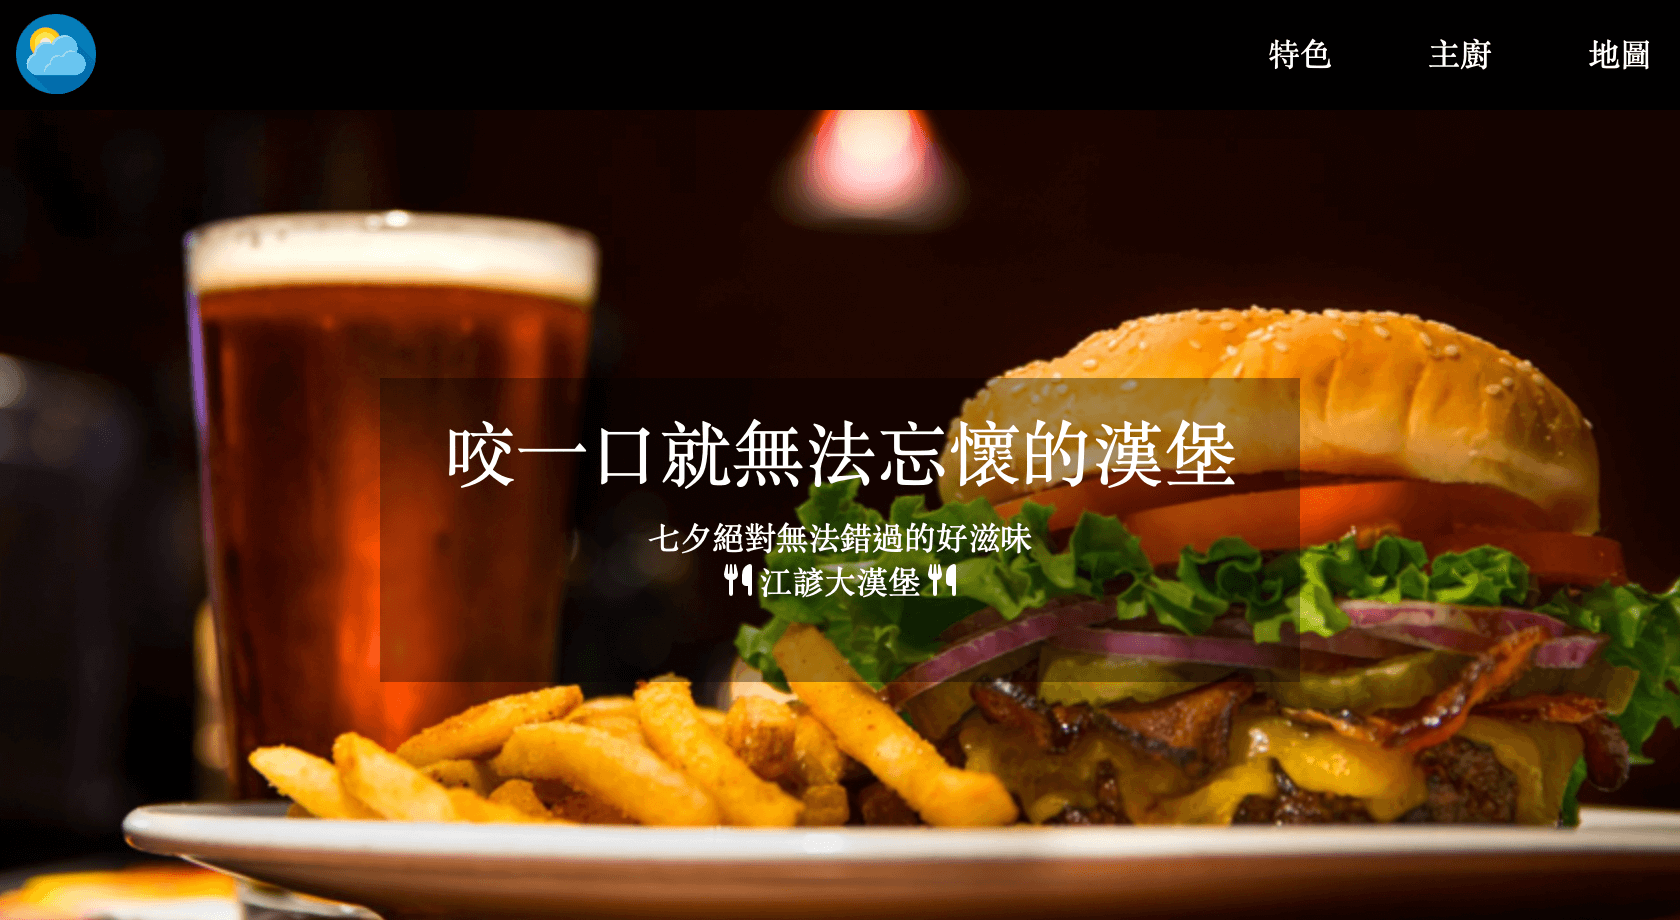 特色 主廚 地圖
咬一口就無法忘懷的漢堡
七夕絕對無法錯過的好滋味
江諺大漢堡